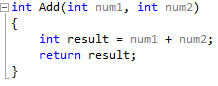 int Add(int num1, int num2)
{
    int result = num1 + num2;
    return result;
}